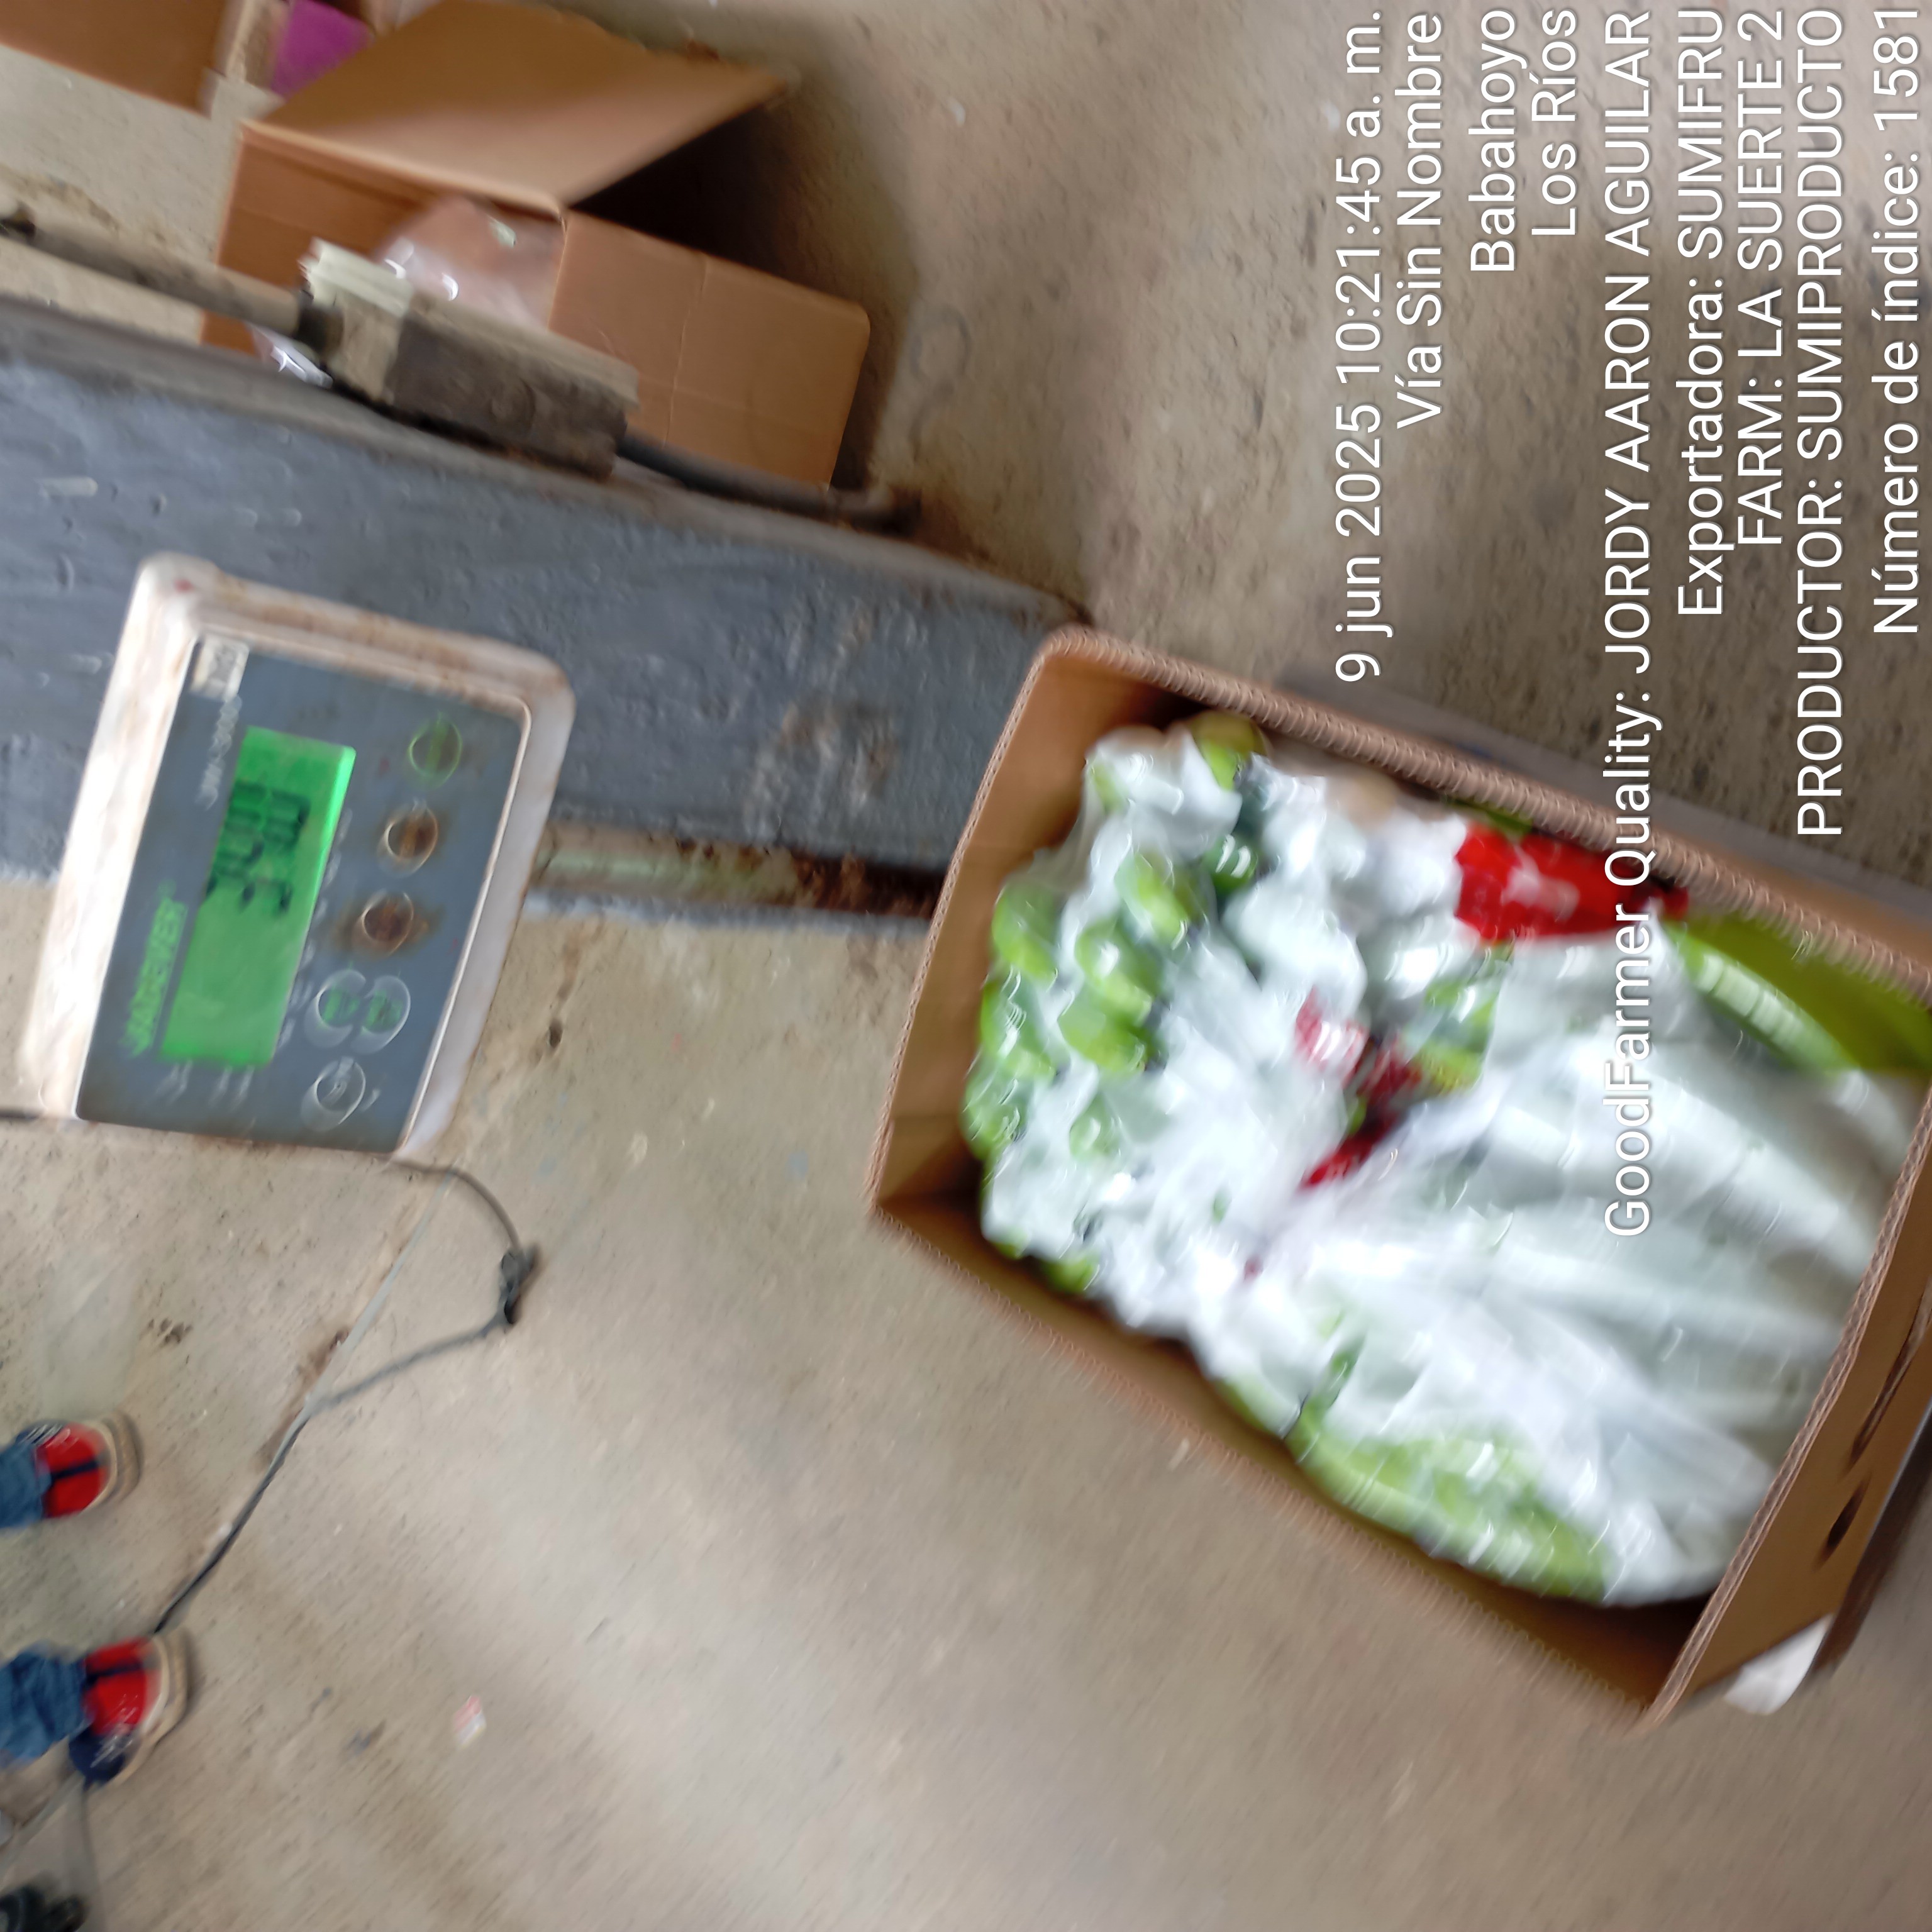 JADEVER
9 jun 2025 10:21:45 a. m.
Vía Sin Nombre
Babahoyo
Los Ríos
GoodFarmer Quality: JORDY AARON AGUILAR
Exportadora: SUMIFRU
FARM: LA SUERTE 2
PRODUCTOR: SUMIPRODUCTO
Número de índice: 1581